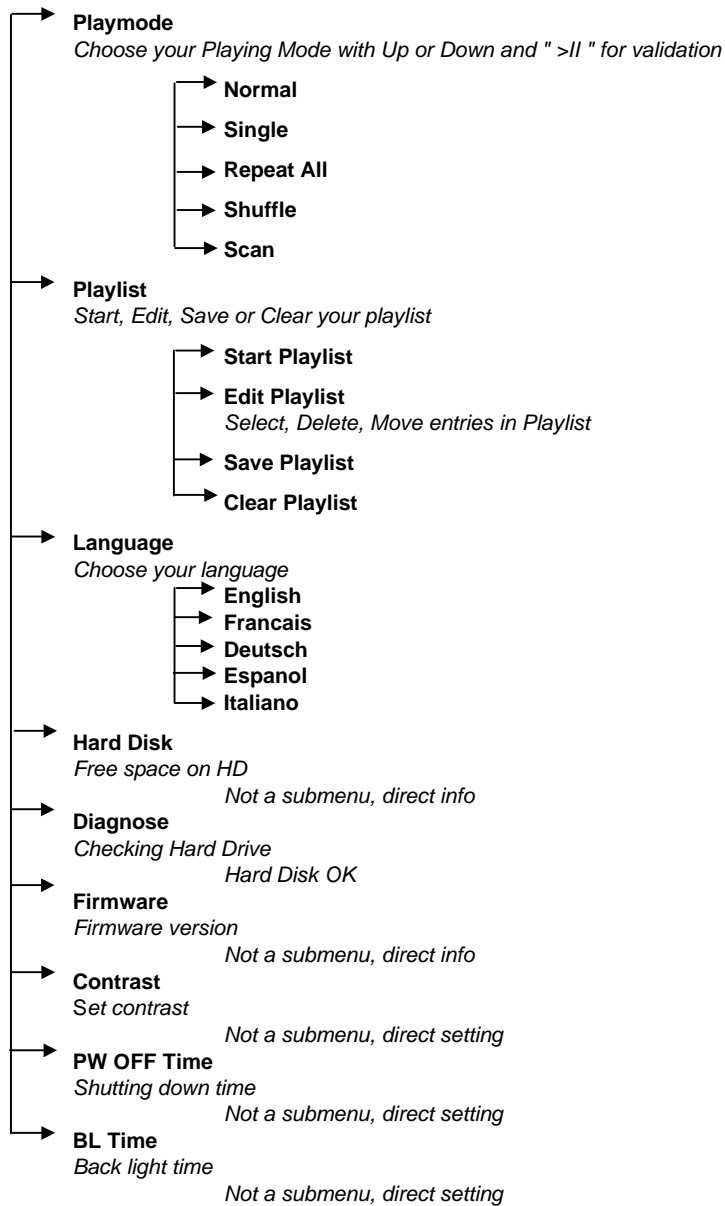 Playmode
Choose your Playing Mode with Up or Down and " >II " for validation
Normal
Single
Repeat All
Shuffle
Scan
Playlist
Start, Edit, Save or Clear your playlist
Start Playlist
Edit Playlist
Select, Delete, Move entries in Playlist
Save Playlist
Clear Playlist
Language
Choose your language
English
Francais
Deutsch
Espanol
Italiano
Hard Disk
Free space on HD
Not a submenu, direct info
Diagnose
Checking Hard Drive
Hard Disk OK
Firmware
Firmware version
Not a submenu, direct info
Contrast
Set contrast
Not a submenu, direct setting
PW OFF Time
Shutting down time
Not a submenu, direct setting
BL Time
Back light time
Not a submenu, direct setting